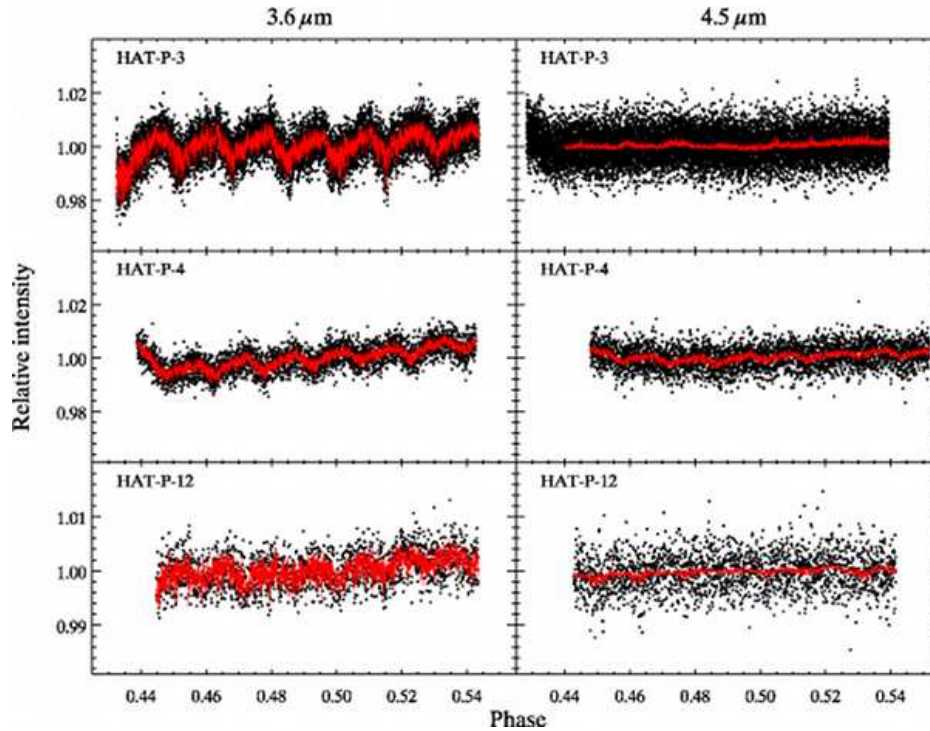 3.6 μm 4.5 μm
HAT-P-3 HAT-P-3
1.02
1.00
0.98
HAT-P-4 HAT-P-4
1.02
1.00
0.98
Relative intensity
HAT-P-12 HAT-P-12
1.01
1.00
0.99
0.44 0.46 0.48 0.50 0.52 0.54 0.44 0.46 0.48 0.50 0.52 0.54
Phase